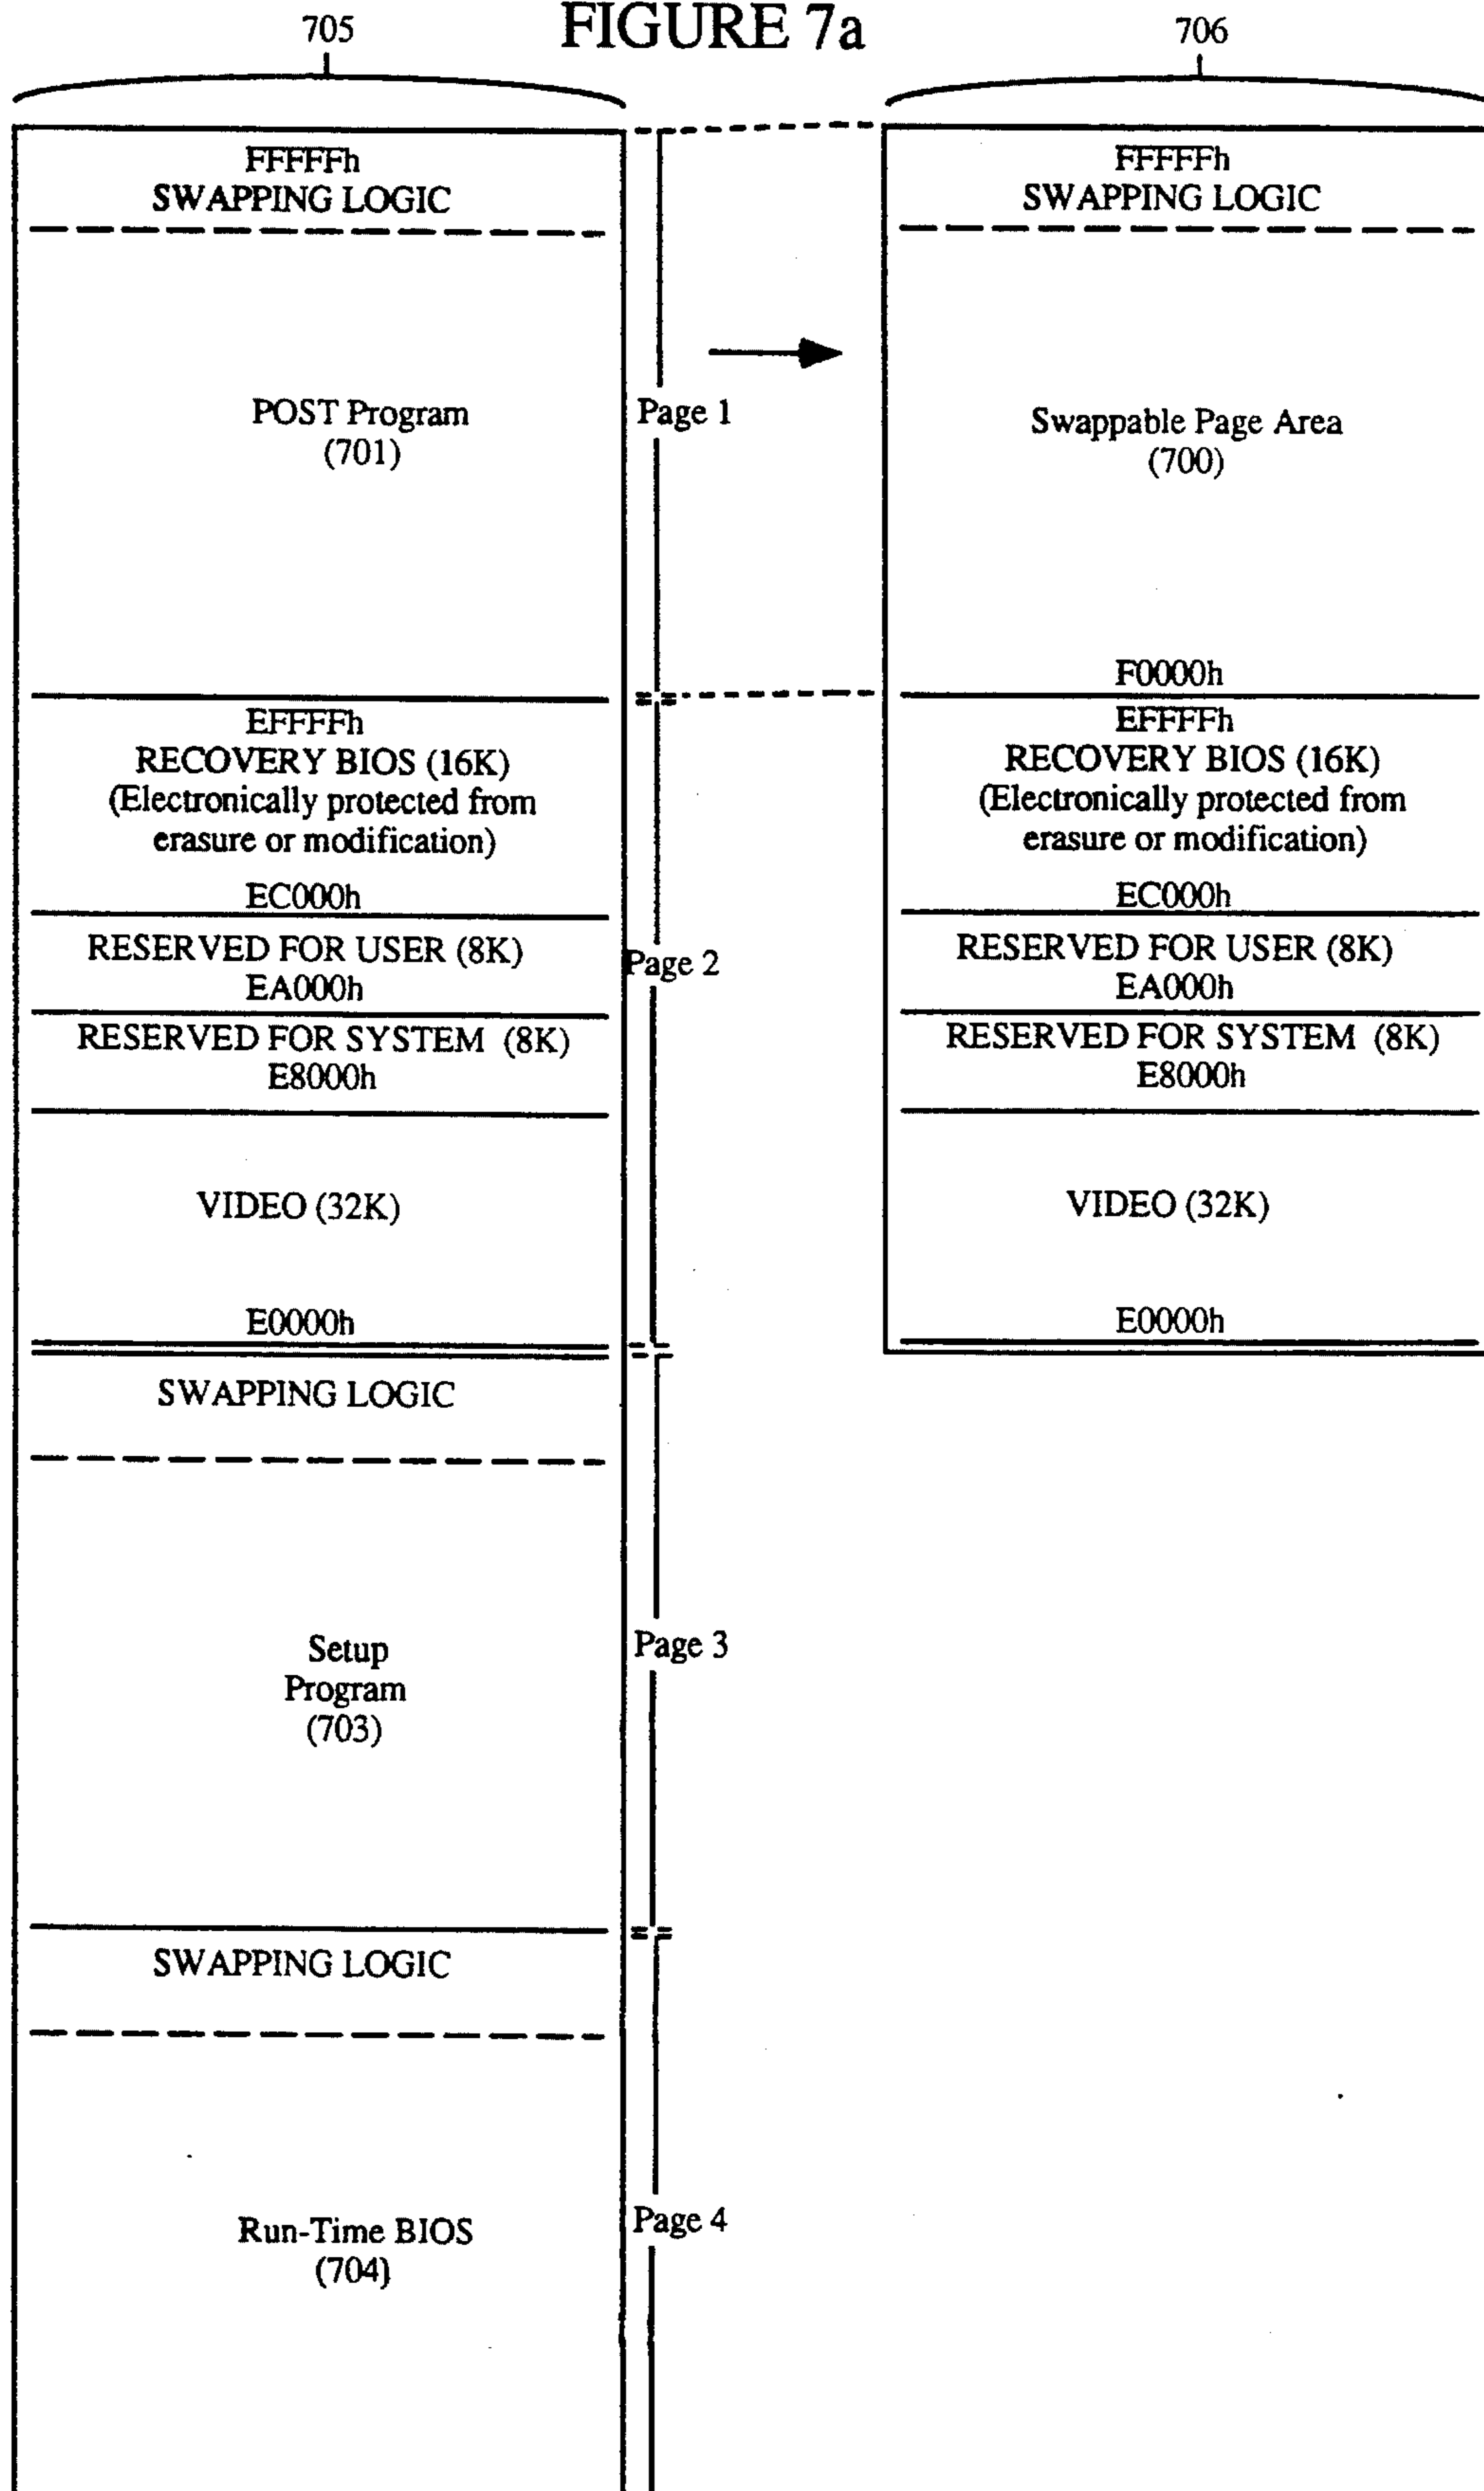 FIGURE 7a
705
706
FFFFFh
SWAPPING LOGIC
POST Program
(701)
EFFFFh
RECOVERY BIOS (16K)
(Electronically protected from
erasure or modification)
EC000h
RESERVED FOR USER (8K)
EA000h
RESERVED FOR SYSTEM (8K)
E8000h
VIDEO (32K)
E0000h
SWAPPING LOGIC
Setup
Program
(703)
SWAPPING LOGIC
Run-Time BIOS
(704)
Page 1
Page 2
Page 3
Page 4
FFFFFh
SWAPPING LOGIC
Swappable Page Area
(700)
F0000h
EFFFFh
RECOVERY BIOS (16K)
(Electronically protected from
erasure or modification)
EC000h
RESERVED FOR USER (8K)
EA000h
RESERVED FOR SYSTEM (8K)
E8000h
VIDEO (32K)
E0000h